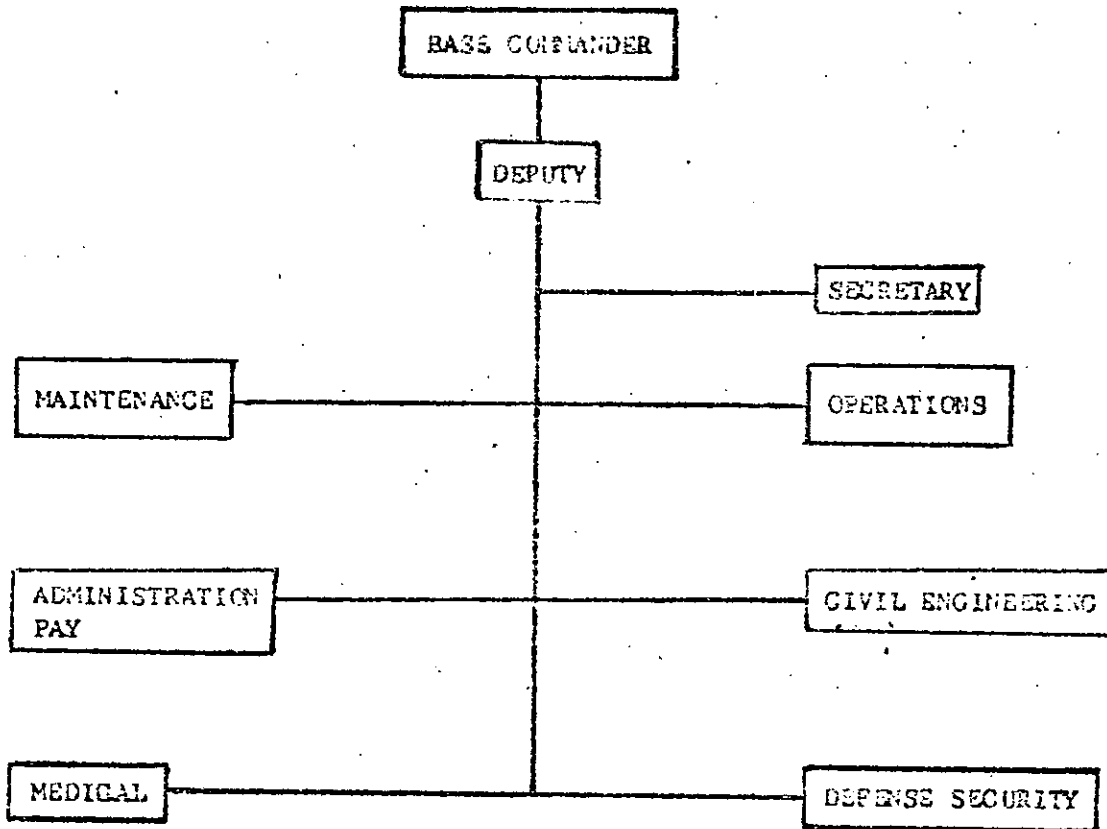 BASE COMMANDER
DEPUTY
SECRETARY
MAINTENANCE
OPERATIONS
ADMINISTRATION
PAY
CIVIL ENGINEERING
MEDICAL
DEFENSE SECURITY